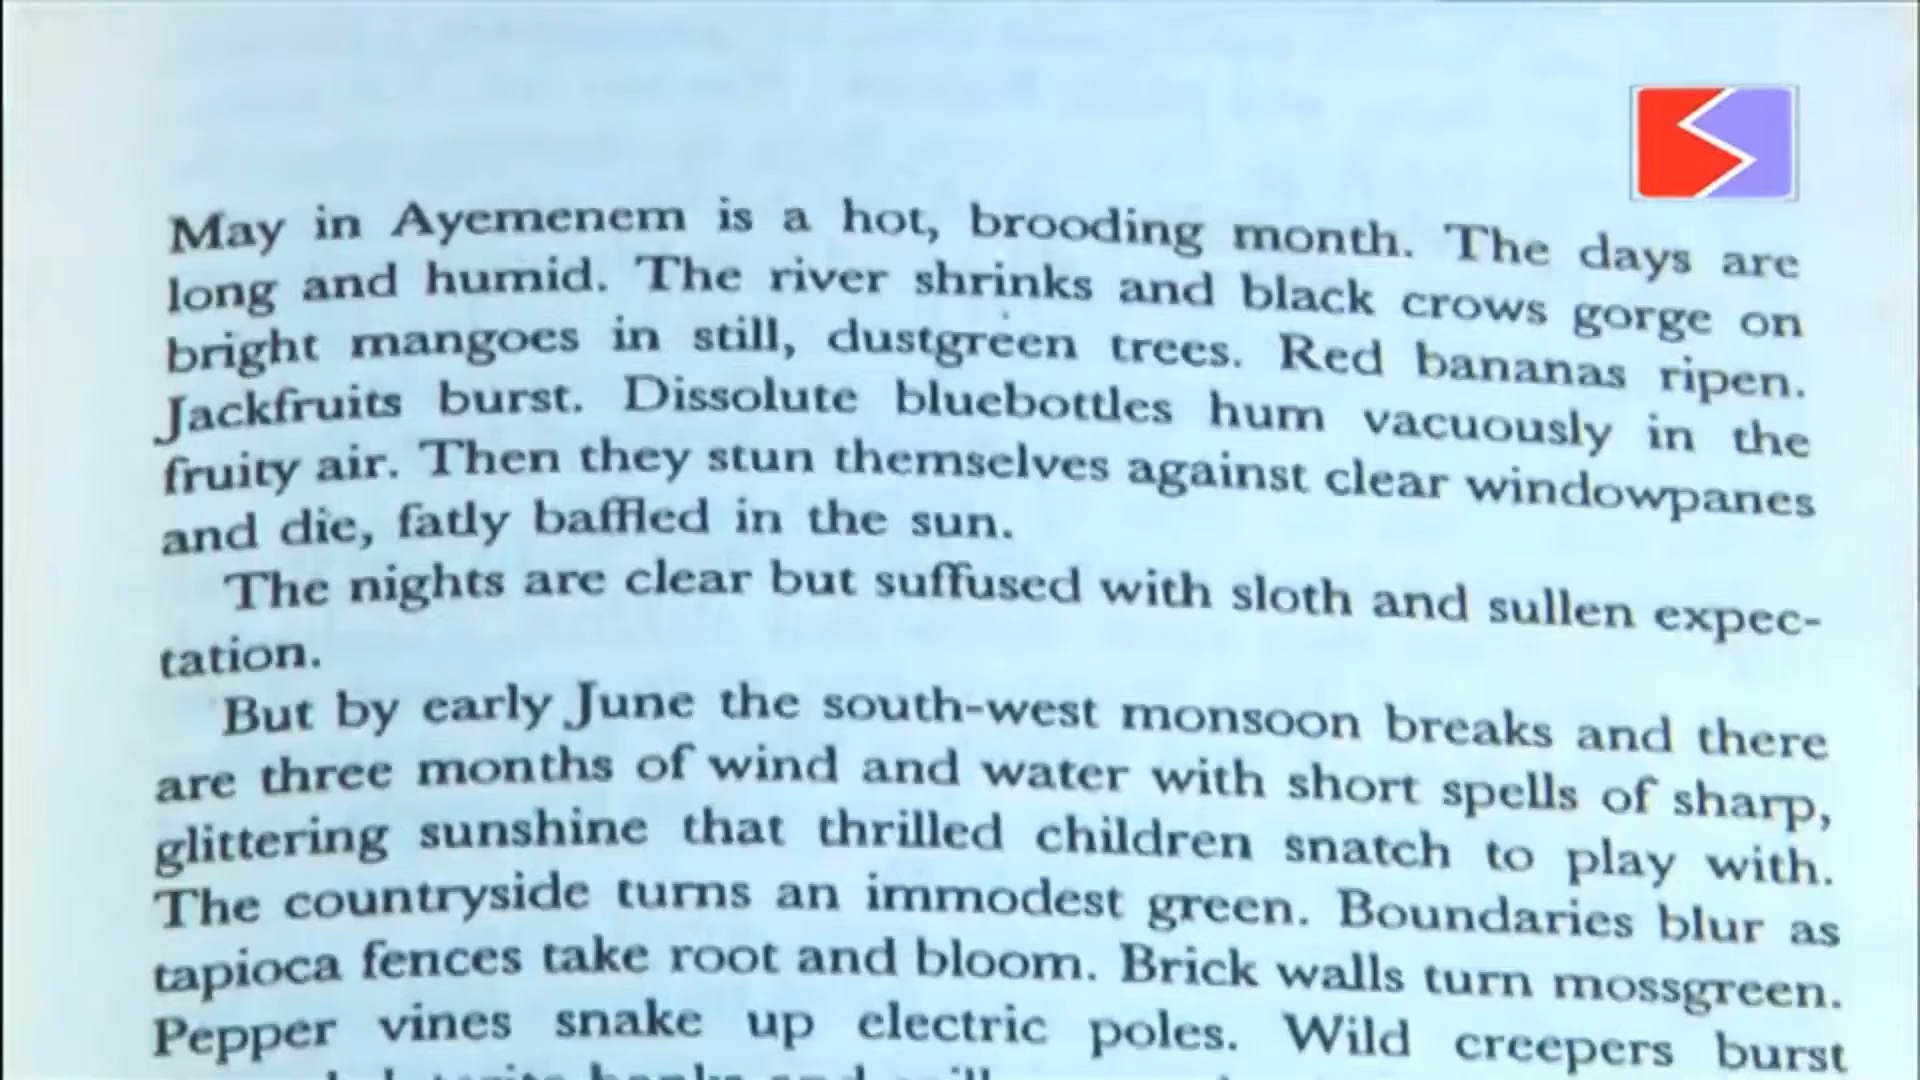 May in Ayemenem is a hot, brooding month. The days are
long and humid. The river shrinks and black crows gorge on
bright mangoes in still, dustgreen trees. Red bananas ripen.
Jackfruits burst. Dissolute bluebottles hum vacuously in the
fruity air. Then they stun themselves against clear windowpanes
and die, fatly baffled in the sun.
The nights are clear but suffused with sloth and sullen expec-
tation.
But by early June the south-west monsoon breaks and there
are three months of wind and water with short spells of sharp,
glittering sunshine that thrilled children snatch to play with.
The countryside turns an immodest green. Boundaries blur as
tapioca fences take root and bloom. Brick walls turn mossgreen.
Pepper vines snake up electric poles. Wild creepers burst